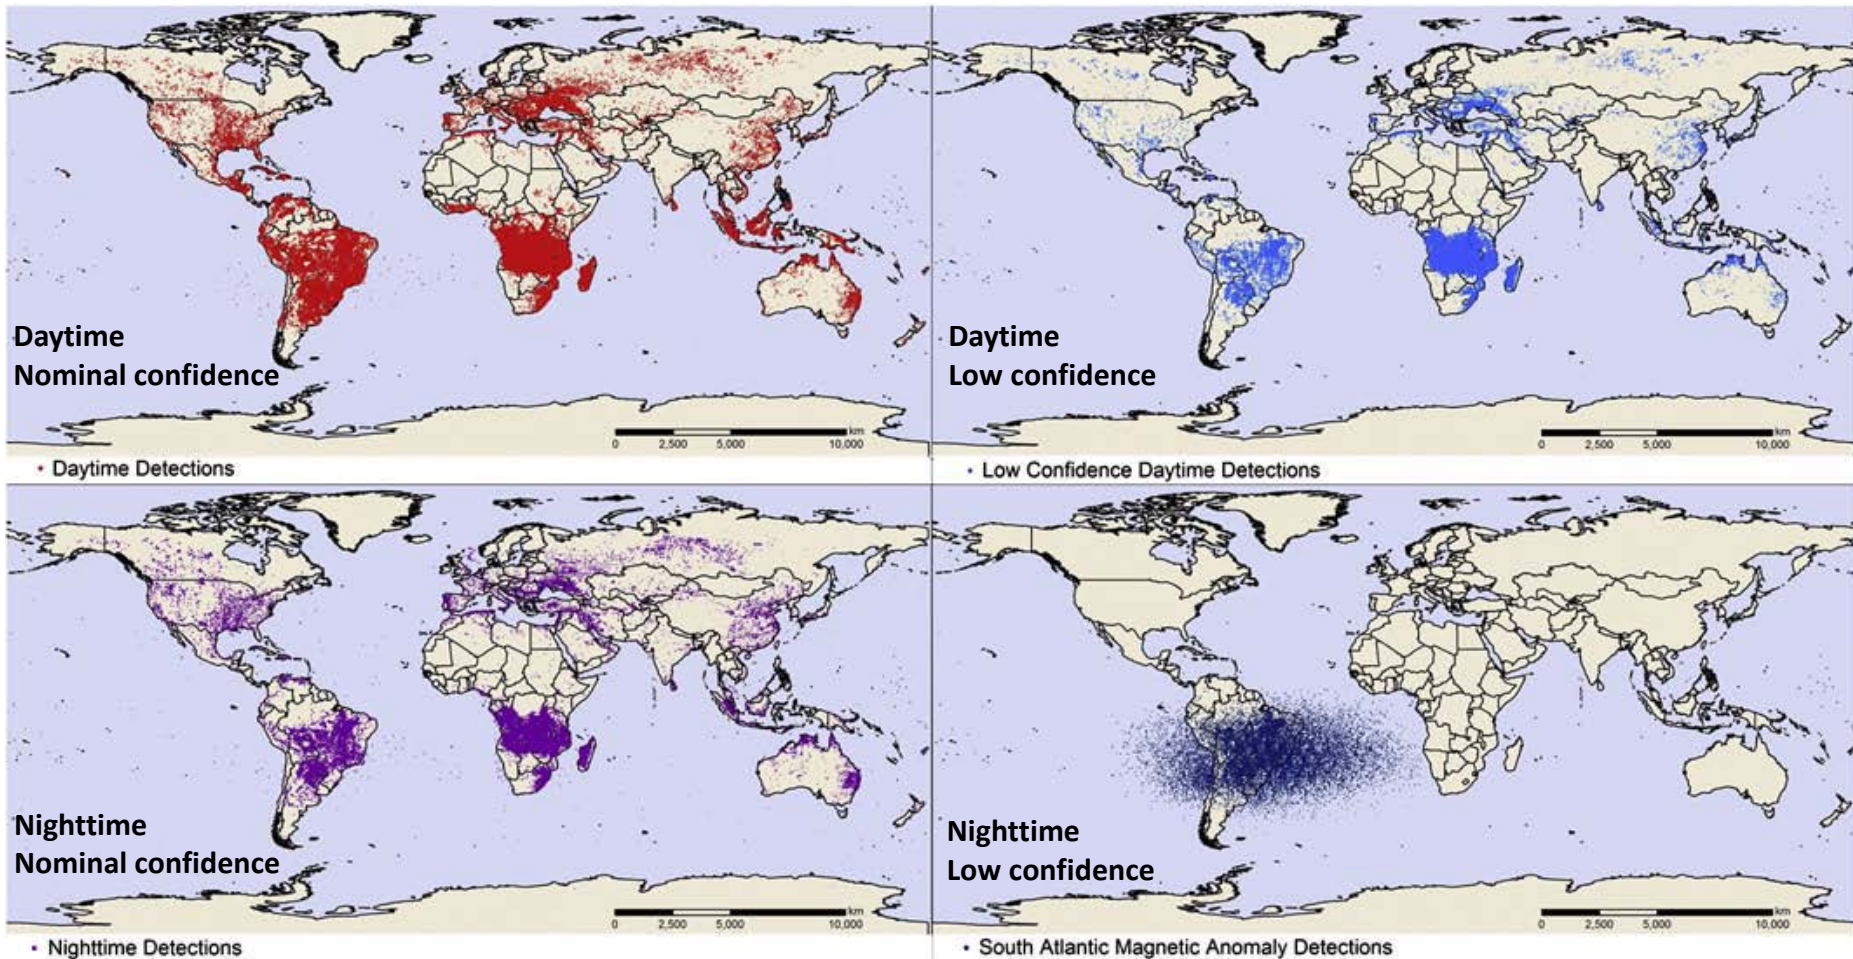 Daytime
Nominal confidence
km
0 2,500 5,000 10,000
• Daytime Detections
Daytime
Low confidence
km
0 2,500 5,000 10,000
• Low Confidence Daytime Detections
Nighttime
Nominal confidence
km
0 2,500 5,000 10,000
• Nighttime Detections
Nighttime
Low confidence
km
0 2,500 5,000 10,000
• South Atlantic Magnetic Anomaly Detections